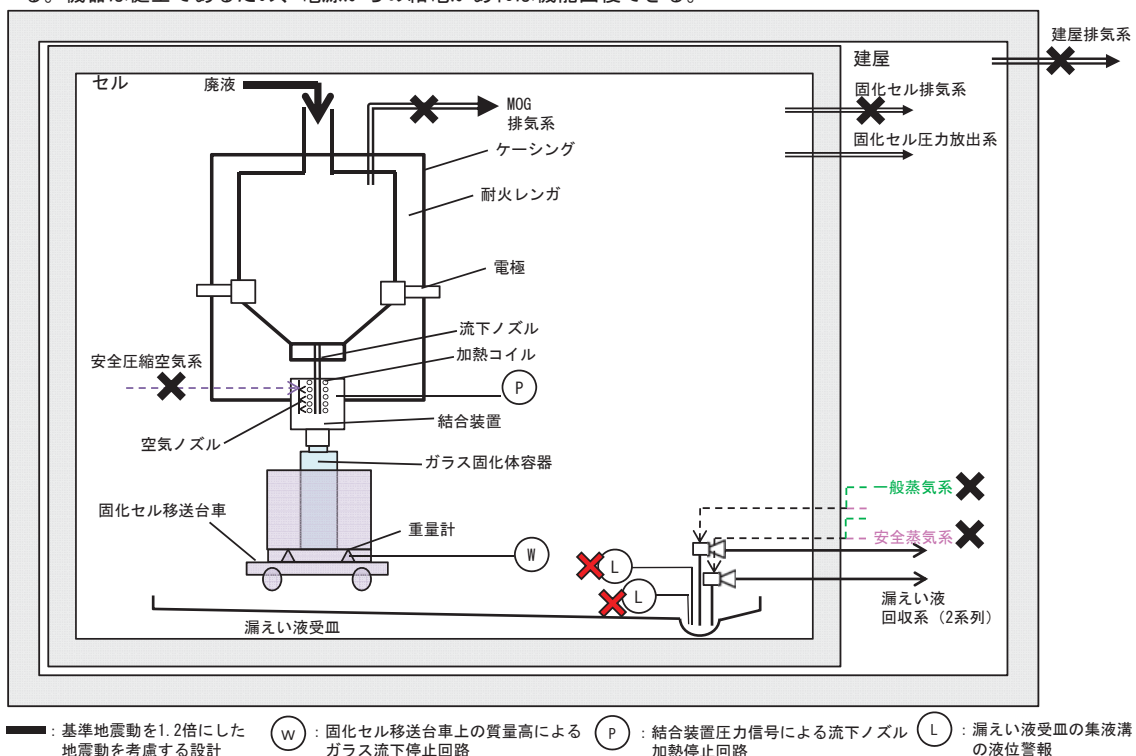 る。機器は健全であるため、電源からの給電があれば機能回復できる。
建屋排気系
建屋
セル
廃液
MOG
排気系
固化セル排気系
固化セル圧力放出系
ケーシング
耐火レンガ
電極
流下ノズル
加熱コイル
安全圧縮空気系
P
結合装置
空気ノズル
ガラス固化体容器
固化セル移送台車
重量計
W
一般蒸気系
安全蒸気系
L
L
漏えい液
回収系（2系列）
漏えい液受皿
：基準地震動を1.2倍にした
地震動を考慮する設計
W ：固化セル移送台車上の質量高による
ガラス流下停止回路
P ：結合装置圧力信号による流下ノズル
加熱停止回路
L ：漏えい液受皿の集液溝
の液位警報